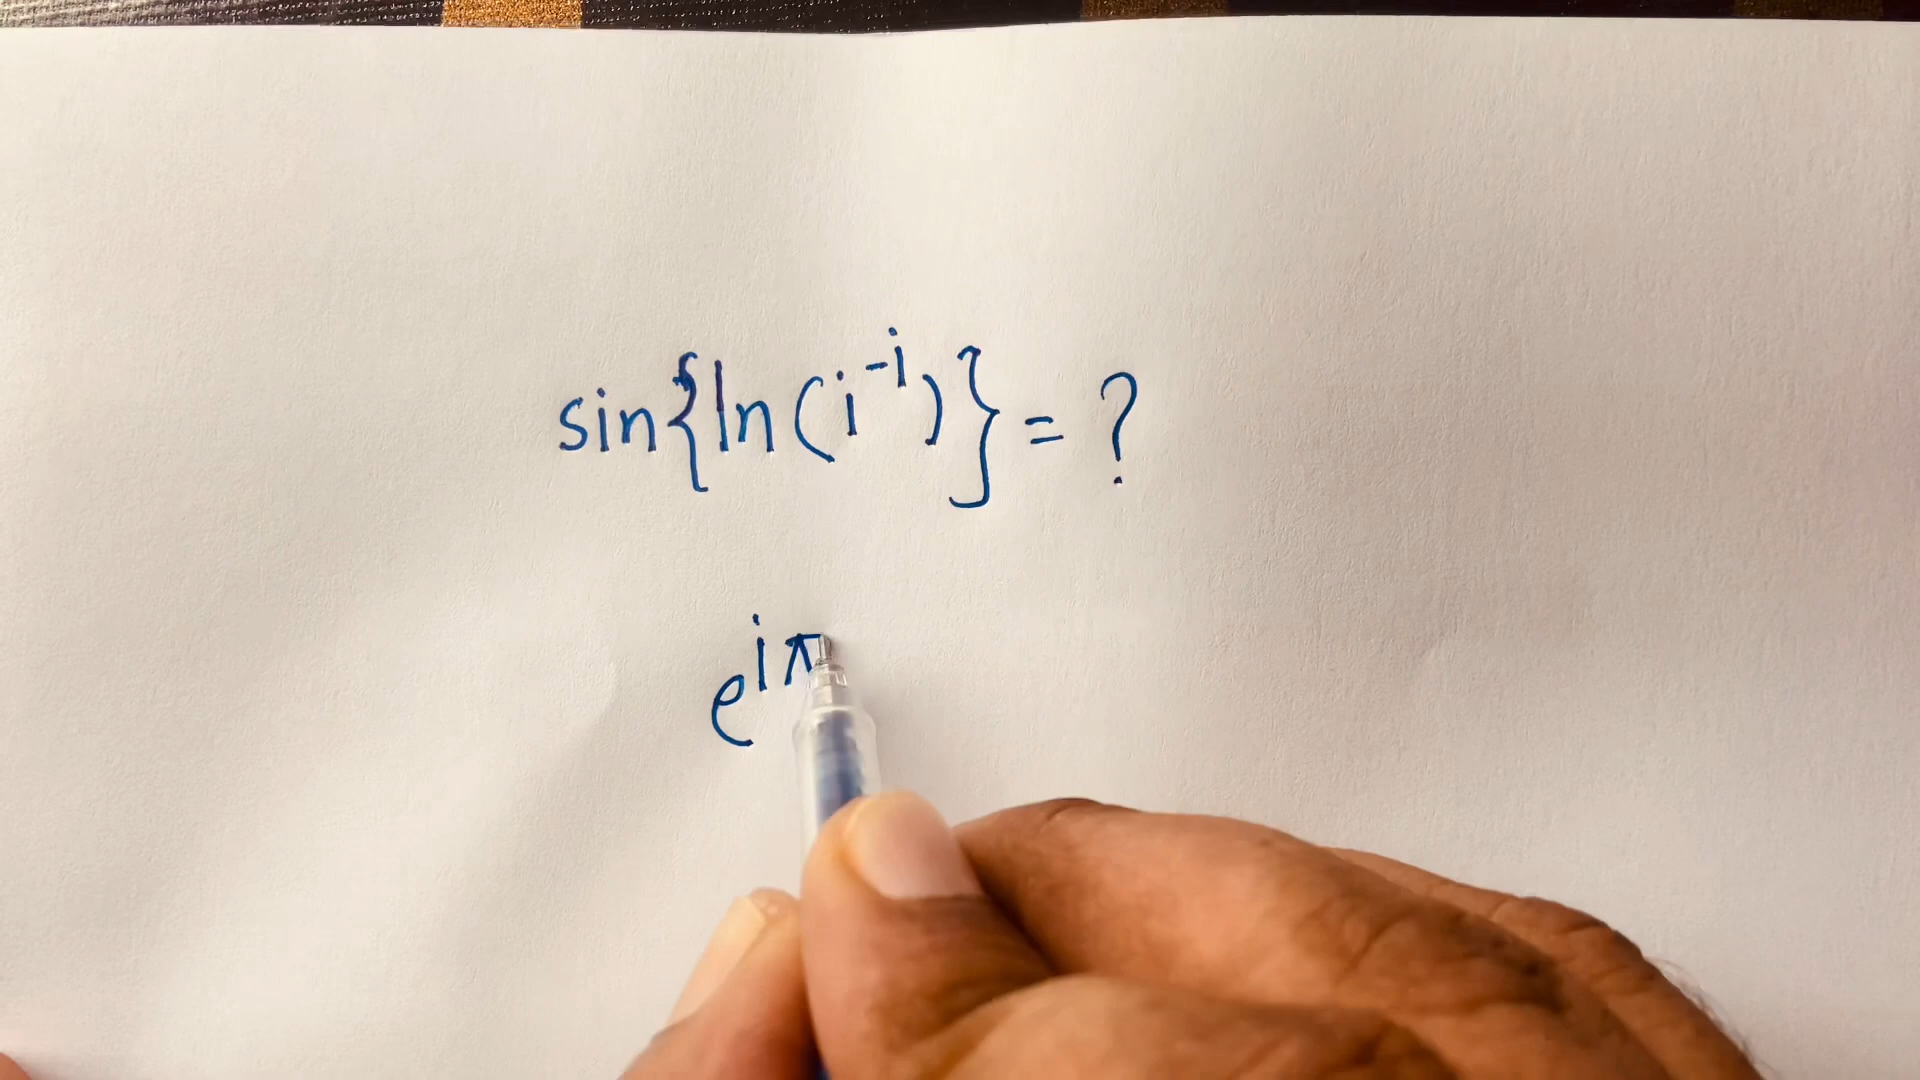 sin{ln(i⁻ⁱ)} = ?
e^{iπ}